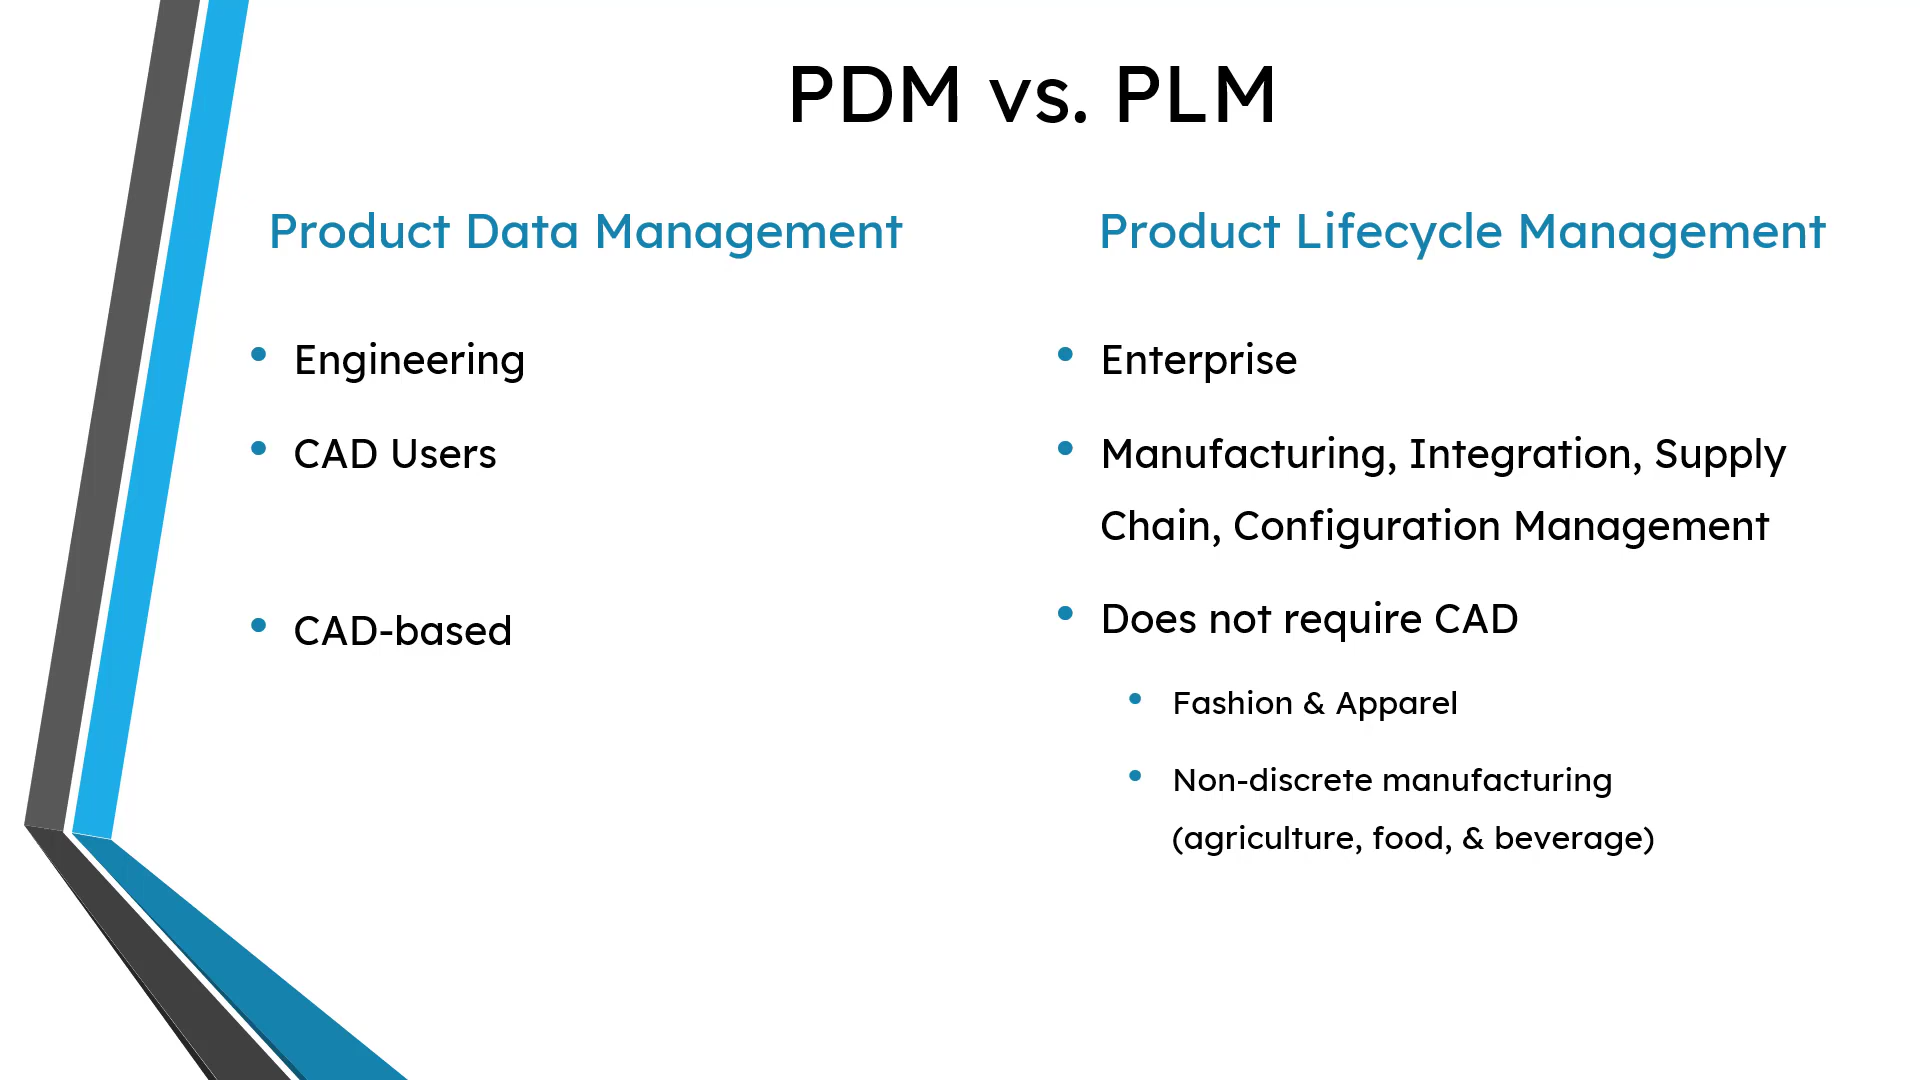 PDM vs. PLM
Product Data Management
• Engineering
• CAD Users
• CAD-based
Product Lifecycle Management
• Enterprise
• Manufacturing, Integration, Supply
Chain, Configuration Management
• Does not require CAD
• Fashion & Apparel
• Non-discrete manufacturing
(agriculture, food, & beverage)